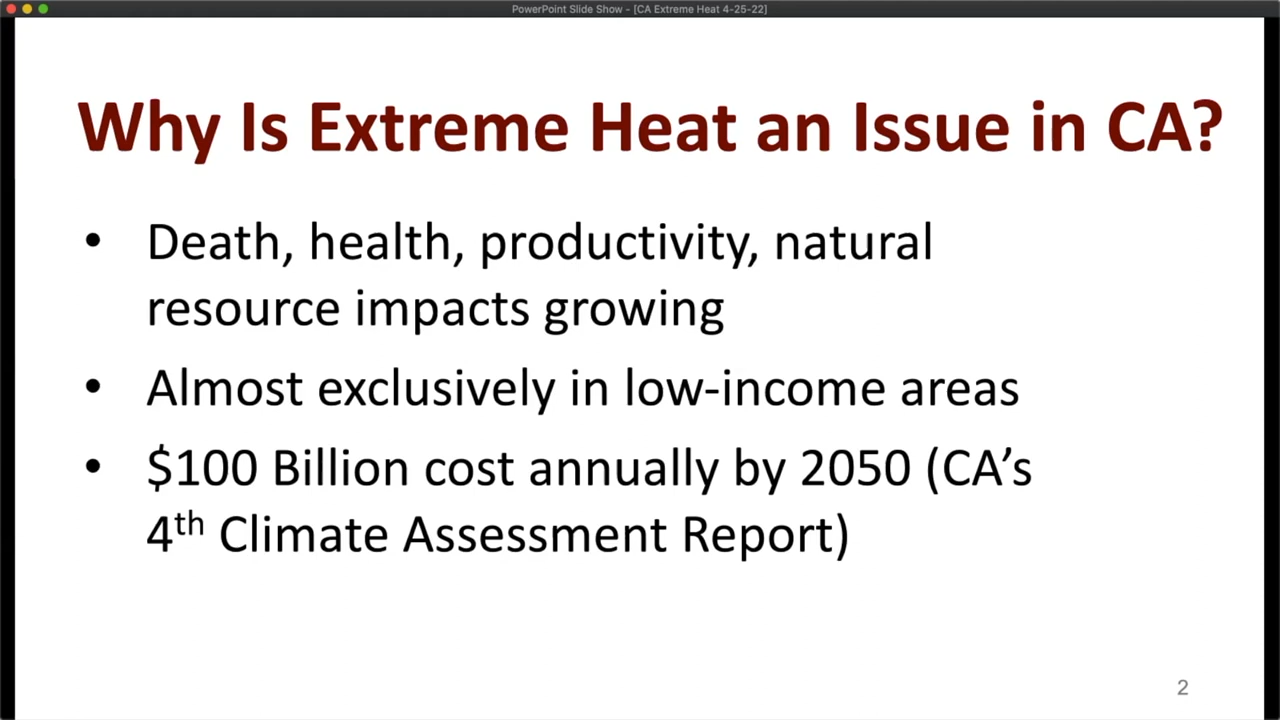 PowerPoint Slide Show - [CA Extreme Heat 4-25-22]
Why Is Extreme Heat an Issue in CA?
• Death, health, productivity, natural
resource impacts growing
• Almost exclusively in low-income areas
• $100 Billion cost annually by 2050 (CA’s
4th Climate Assessment Report)
2